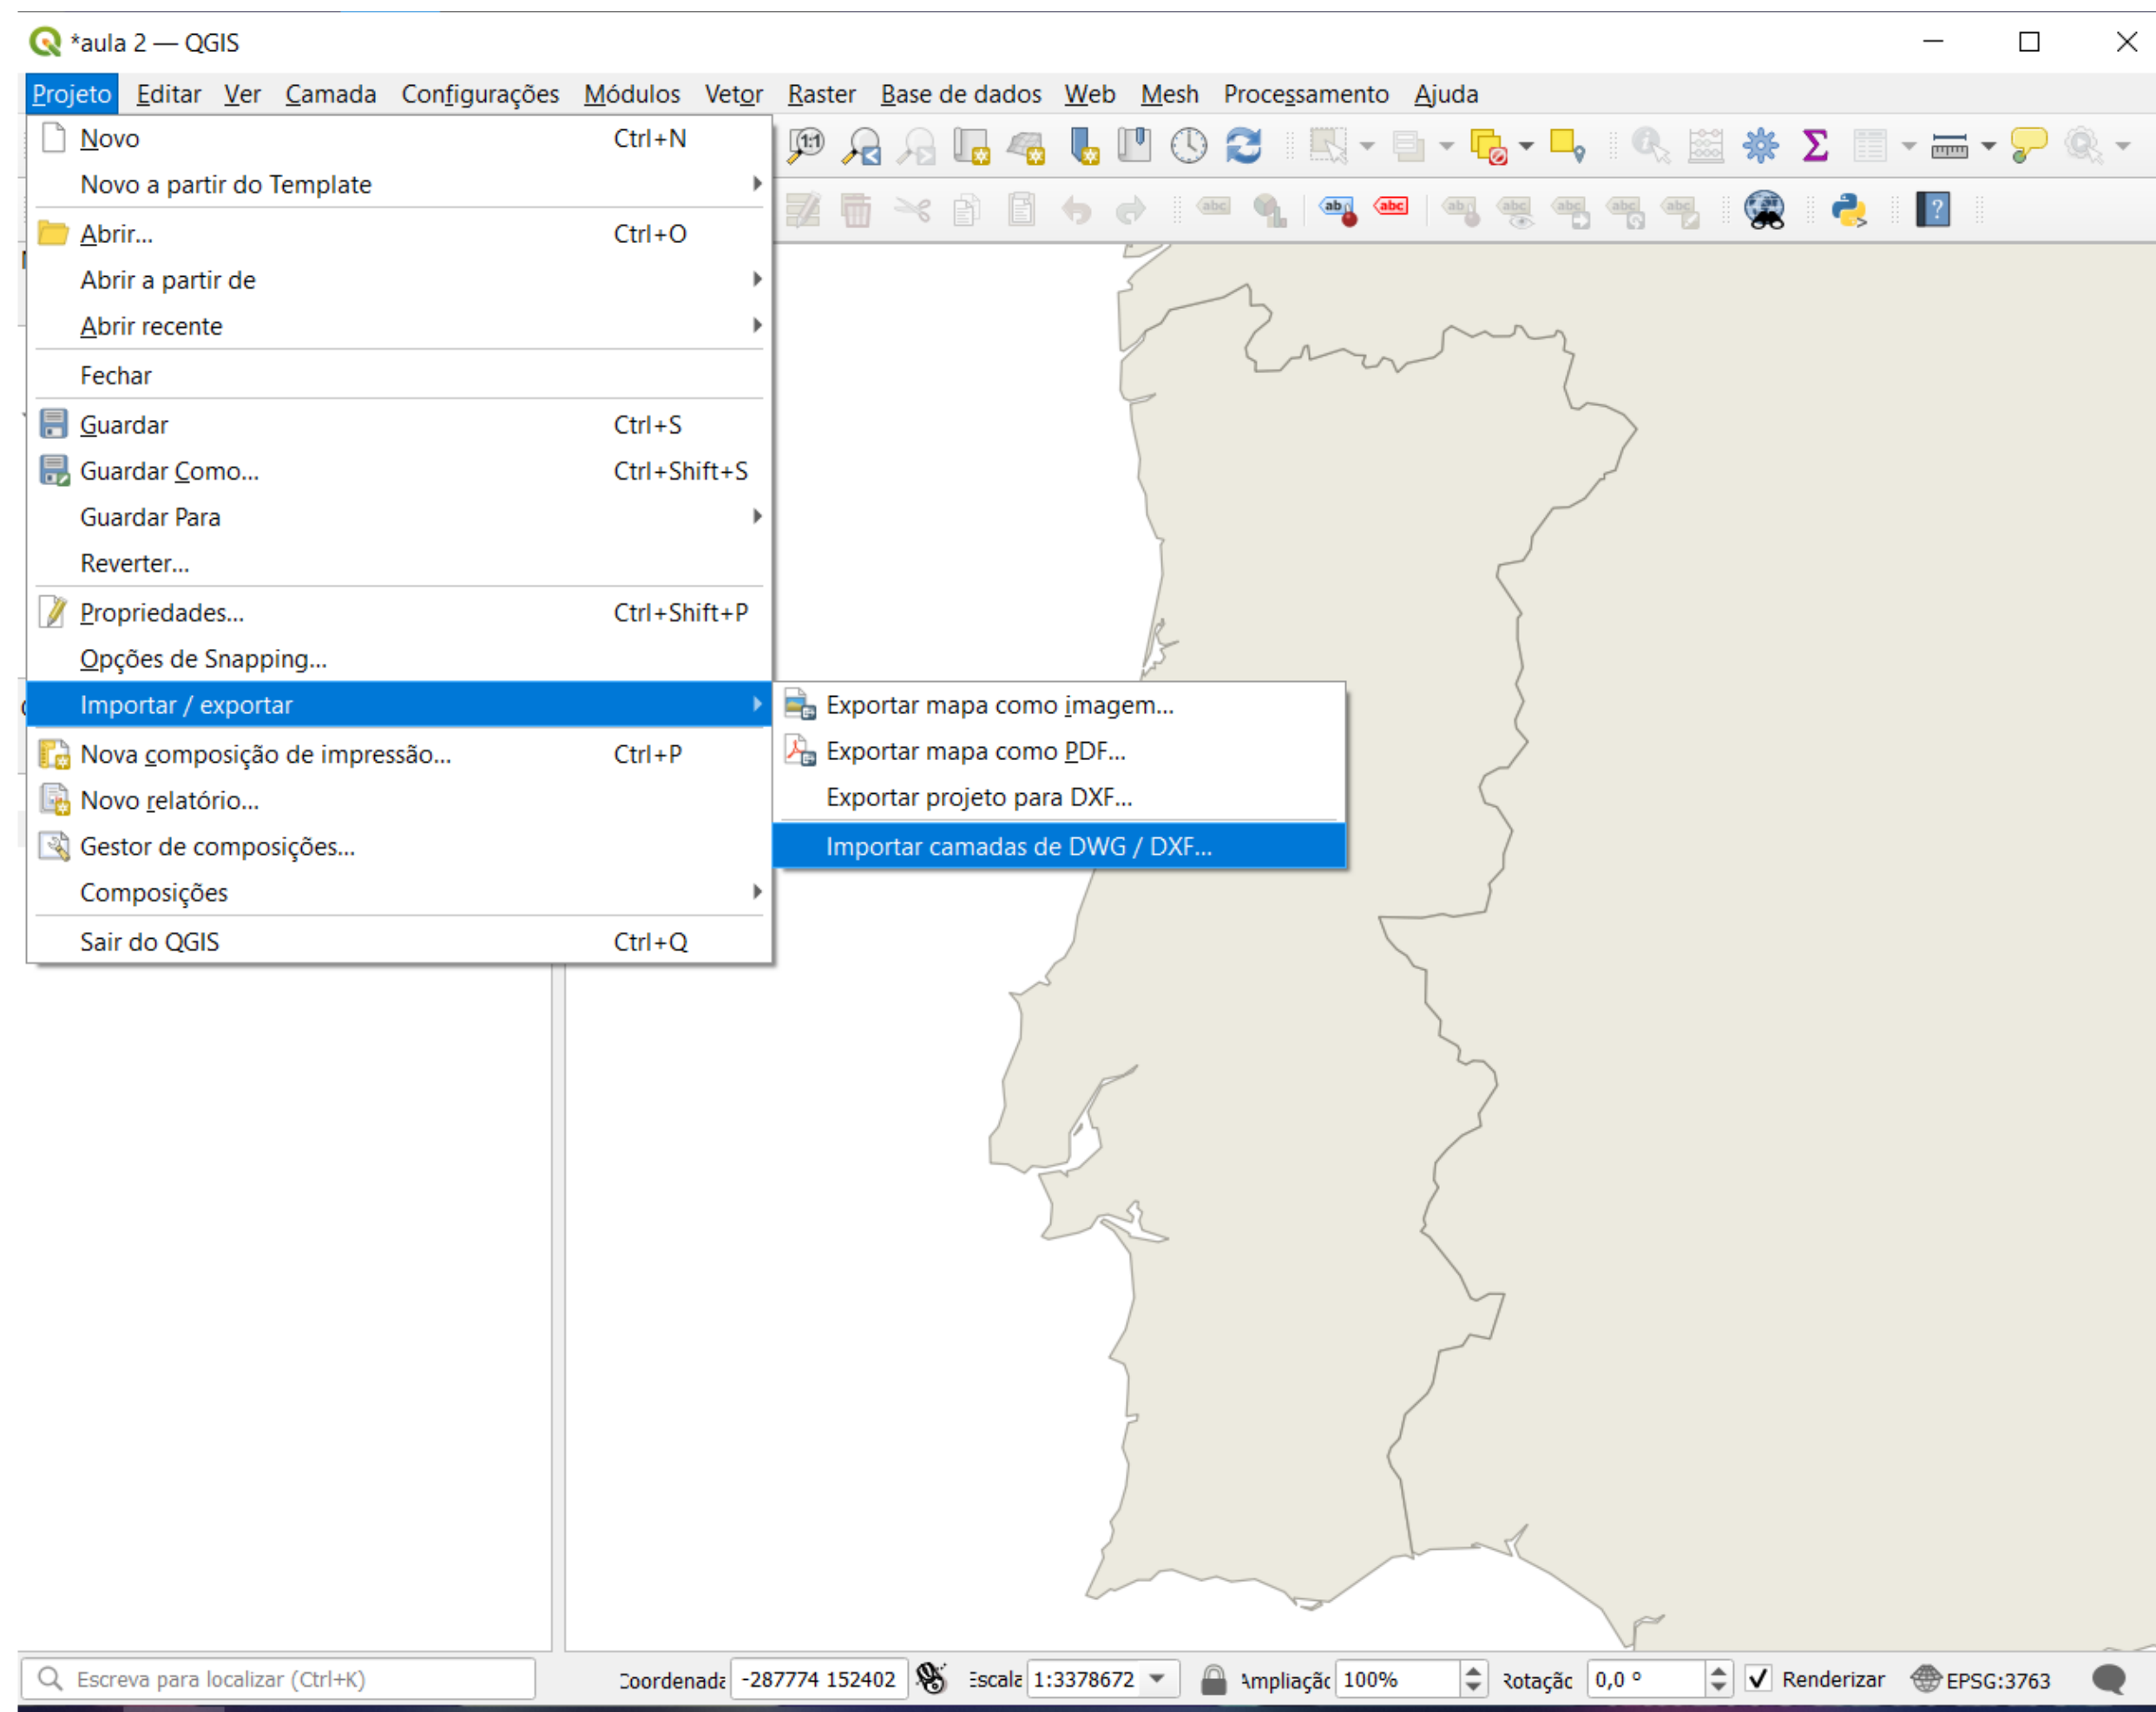 *aula 2 — QGIS
Projeto Editar Ver Camada Configurações Módulos Vetor Raster Base de dados Web Mesh Processamento Ajuda
Novo Ctrl+N
Novo a partir do Template
Abrir... Ctrl+O
Abrir a partir de
Abrir recente
Fechar
Guardar Ctrl+S
Guardar Como... Ctrl+Shift+S
Guardar Para
Reverter...
Propriedades... Ctrl+Shift+P
Opções de Snapping...
Importar / exportar
Exportar mapa como imagem...
Exportar mapa como PDF...
Exportar projeto para DXF...
Importar camadas de DWG / DXF...
Nova composição de impressão... Ctrl+P
Novo relatório...
Gestor de composições...
Composições
Sair do QGIS Ctrl+Q
Escreva para localizar (Ctrl+K) Coordenada -287774 152402 Escala 1:3378672 Ampliação 100% Rotação 0,0 ° Renderizar EPSG:3763